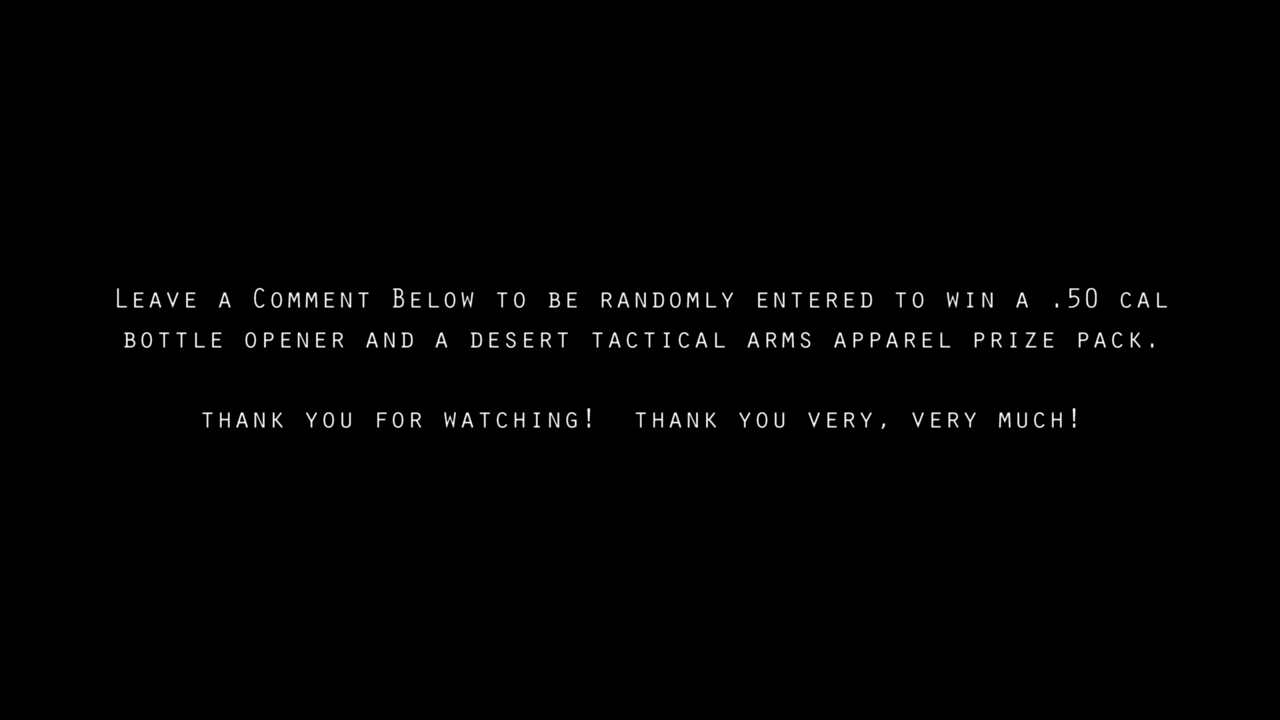 Leave a Comment Below to be randomly entered to win a .50 cal
bottle opener and a desert tactical arms apparel prize pack.
thank you for watching!  thank you very, very much!